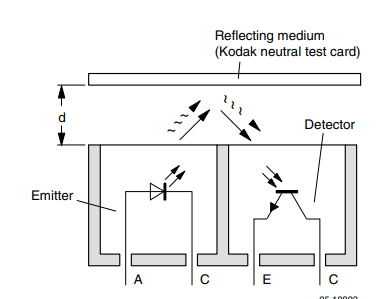 Reflecting medium
(Kodak neutral test card)
d
Detector
Emitter
A
C
E
C